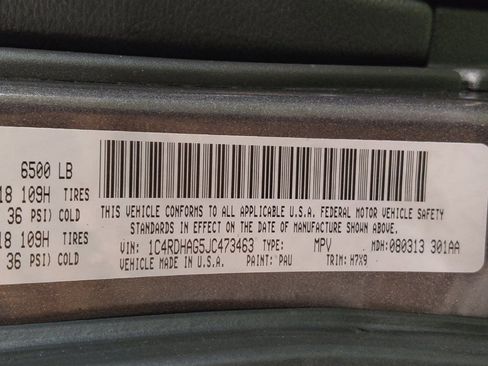 6500 LB
18 109H TIRES
36 PSI) COLD
18 109H TIRES
36 PSI) COLD
THIS VEHICLE CONFORMS TO ALL APPLICABLE U.S.A. FEDERAL MOTOR VEHICLE SAFETY
STANDARDS IN EFFECT ON THE DATE OF MANUFACTURE SHOWN ABOVE.
VIN: 1C4RDHAG5JC473463 TYPE: MPV MDH: 080313 301AA
VEHICLE MADE IN U.S.A. PAINT: PAU TRIM: H7X9